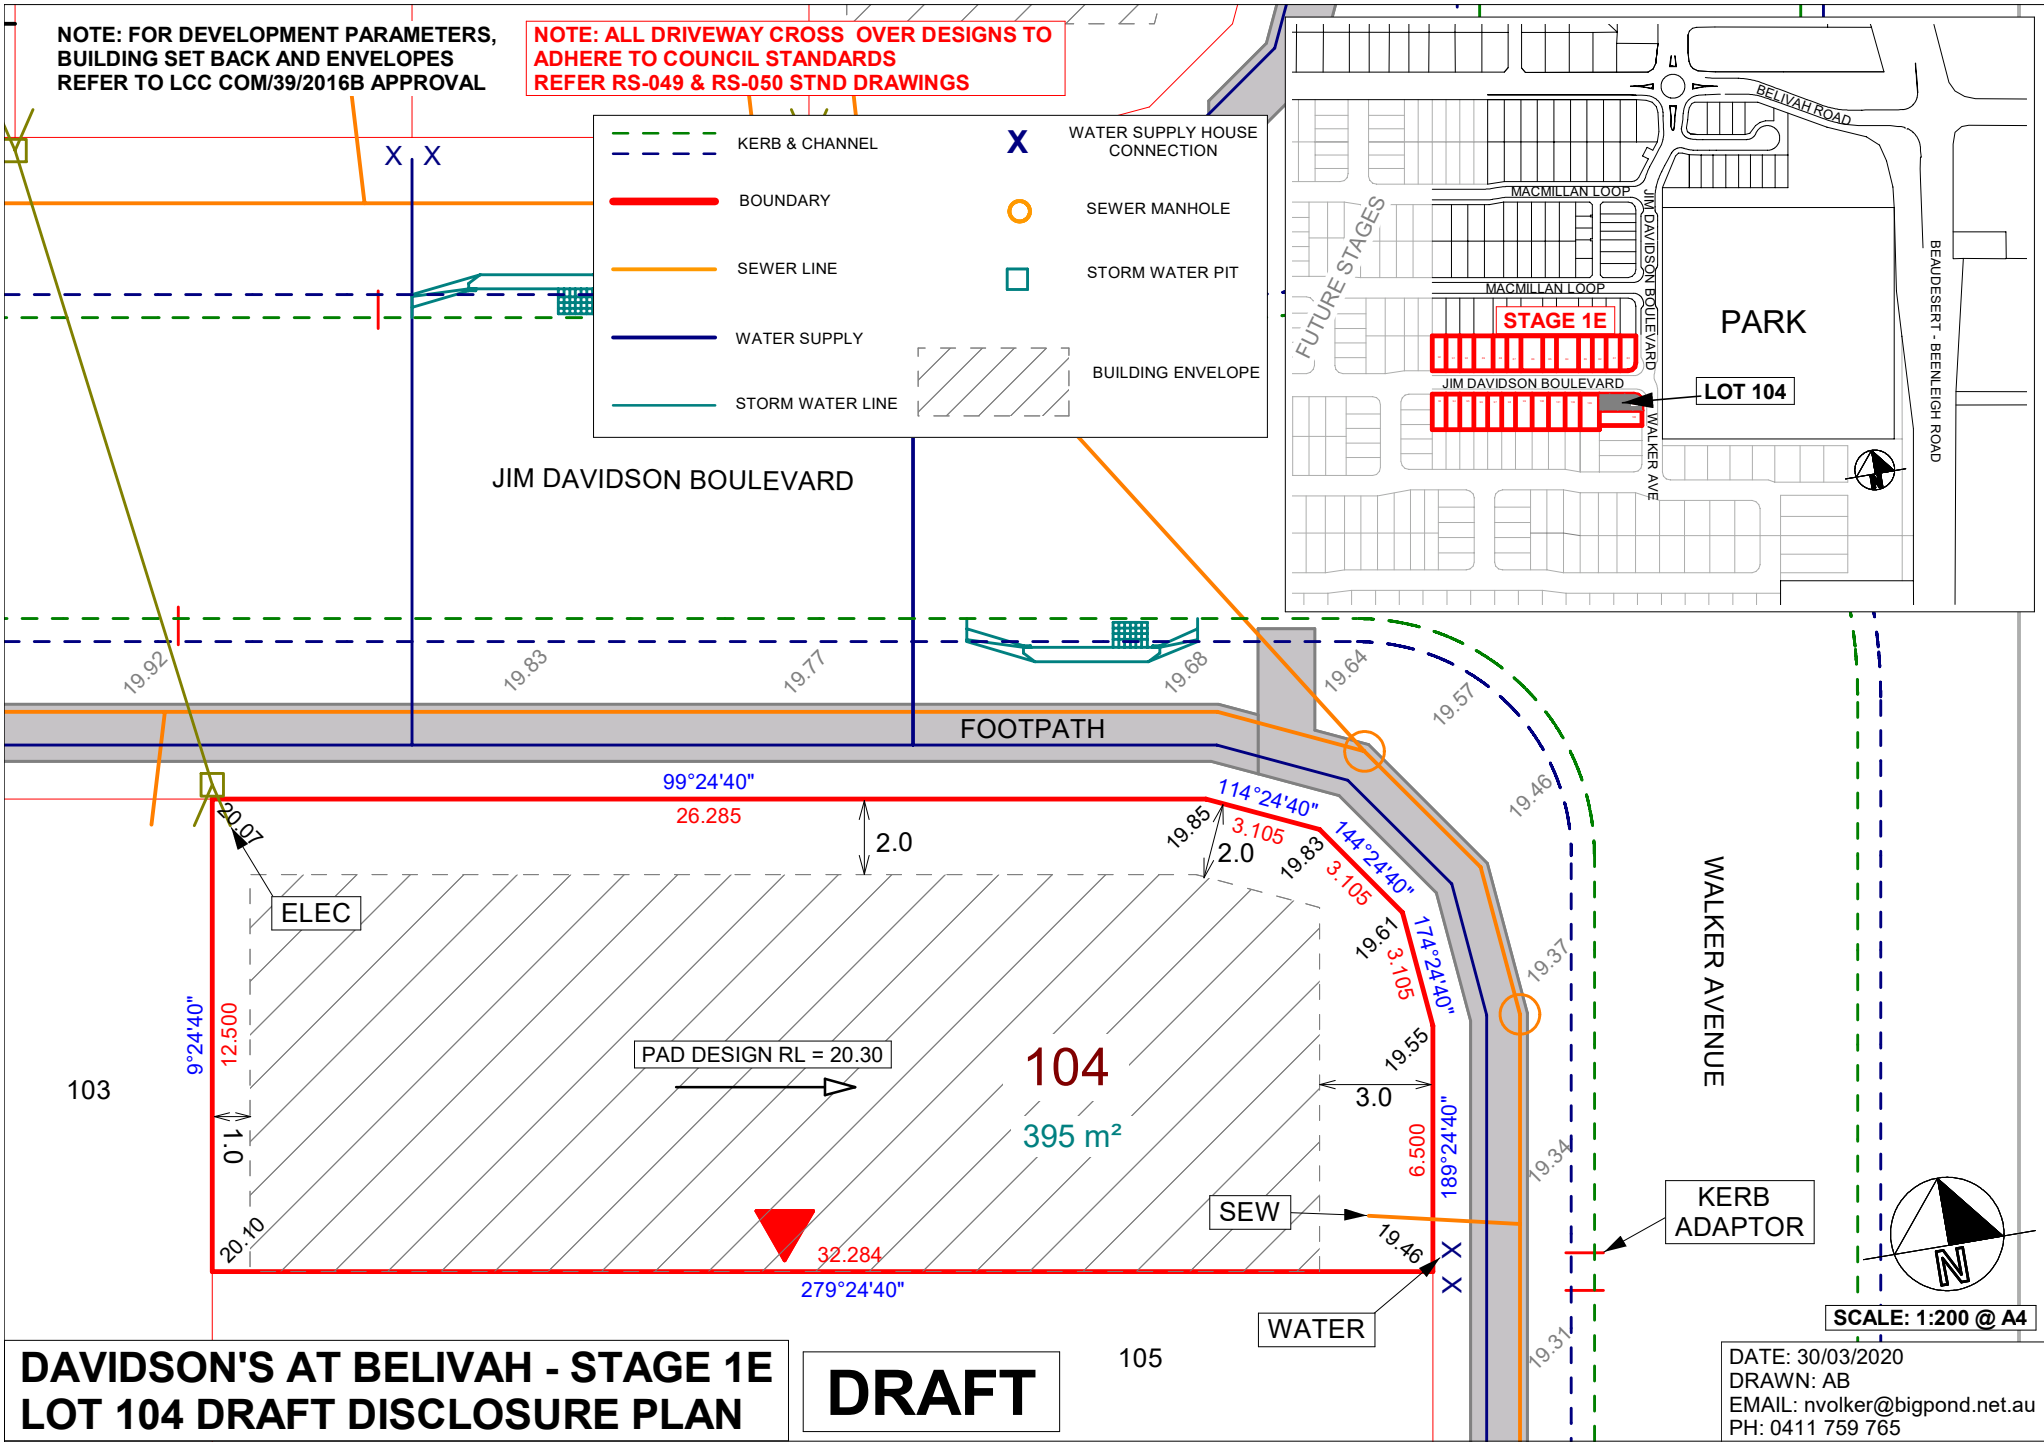 NOTE: FOR DEVELOPMENT PARAMETERS,
BUILDING SET BACK AND ENVELOPES
REFER TO LCC COM/39/2016B APPROVAL
NOTE: ALL DRIVEWAY CROSS OVER DESIGNS TO
ADHERE TO COUNCIL STANDARDS
REFER RS-049 & RS-050 STND DRAWINGS
KERB & CHANNEL
BOUNDARY
SEWER LINE
WATER SUPPLY
STORM WATER LINE
X
WATER SUPPLY HOUSE
CONNECTION
SEWER MANHOLE
STORM WATER PIT
BUILDING ENVELOPE
BELIVAH ROAD
MACMILLAN LOOP
JIM DAVIDSON BOULEVARD
FUTURE STAGES
MACMILLAN LOOP
STAGE 1E
PARK
BEAUDESERT - BEENLEIGH ROAD
JIM DAVIDSON BOULEVARD
LOT 104
WALKER AVE
N
X X
JIM DAVIDSON BOULEVARD
19.92
19.83
19.77
19.68
19.64
19.57
19.46
19.37
19.34
19.31
FOOTPATH
99°24'40"
26.285
114°24'40"
3.105
144°24'40"
3.105
174°24'40"
3.105
20.07
19.85
19.83
19.61
19.55
2.0
2.0
ELEC
9°24'40"
12.500
103
1.0
PAD DESIGN RL = 20.30
104
395 m²
3.0
189°24'40"
6.500
WALKER AVENUE
SEW
19.46
X
X
KERB
ADAPTOR
20.10
32.284
279°24'40"
WATER
105
N
SCALE: 1:200 @ A4
DAVIDSON'S AT BELIVAH - STAGE 1E
LOT 104 DRAFT DISCLOSURE PLAN
DRAFT
DATE: 30/03/2020
DRAWN: AB
EMAIL: nvolker@bigpond.net.au
PH: 0411 759 765